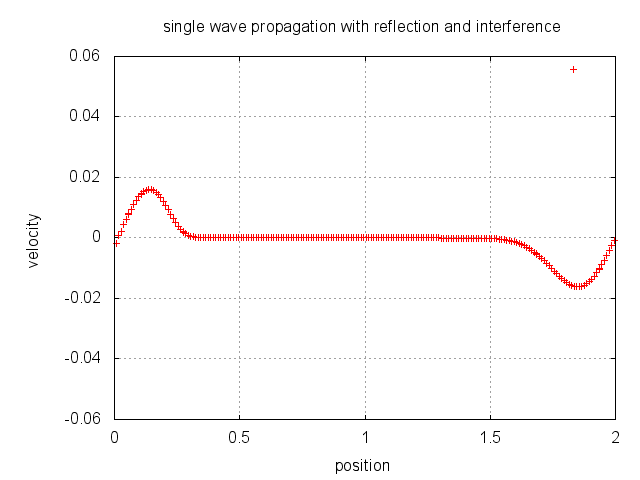 single wave propagation with reflection and interference
0.06
0.04
0.02
0
-0.02
-0.04
-0.06
velocity
0 0.5 1 1.5 2
position